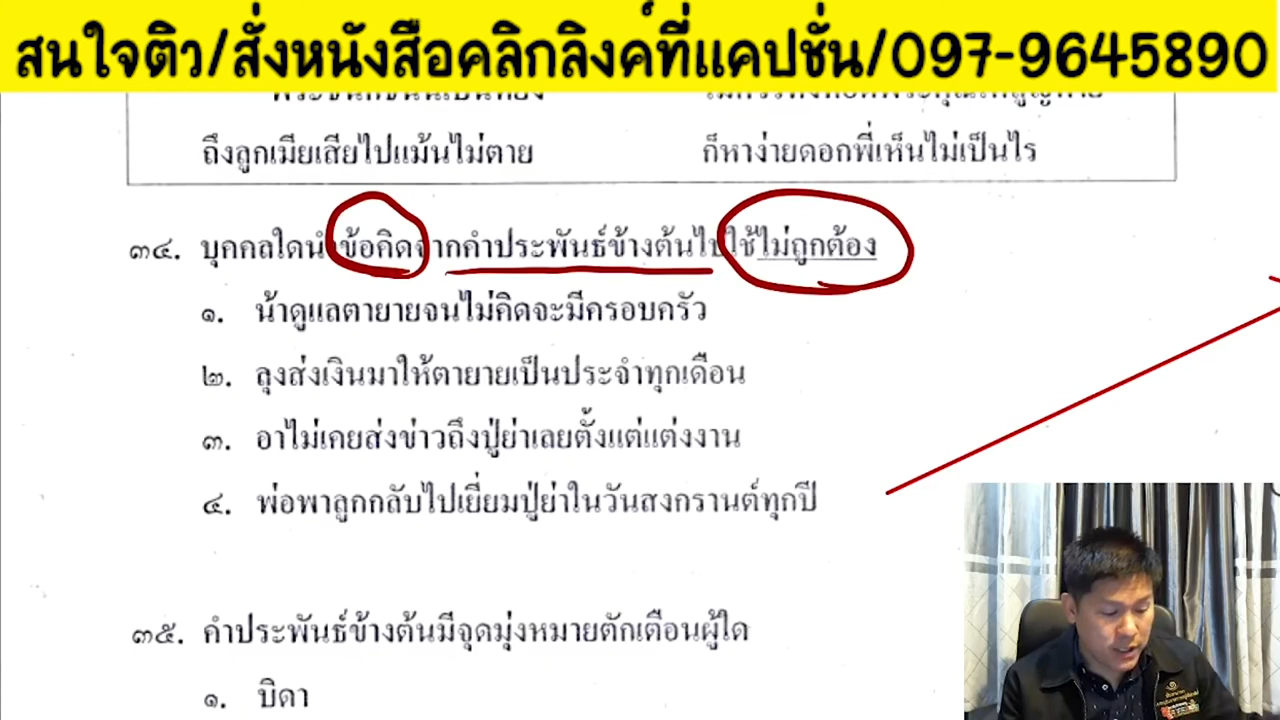 สนใจติว/สั่งหนังสือคลิกลิงค์ที่แคปชั่น/097-9645890
ถึงลูกเมียเสียไปแม้นไม่ตาย ก็หาง่ายดอกพี่เห็นไม่เป็นไร
๓๔. บุคคลใดนำข้อคิดจากคำประพันธ์ข้างต้นไปใช้ไม่ถูกต้อง
๑. น้าดูแลตายายจนไม่คิดจะมีครอบครัว
๒. ลุงส่งเงินมาให้ตายายเป็นประจำทุกเดือน
๓. อาไม่เคยส่งข่าวถึงปู่ย่าเลยตั้งแต่แต่งงาน
๔. พ่อพาลูกกลับไปเยี่ยมปู่ย่าในวันสงกรานต์ทุกปี
๓๕. คำประพันธ์ข้างต้นมีจุดมุ่งหมายตักเตือนผู้ใด
๑. บิดา